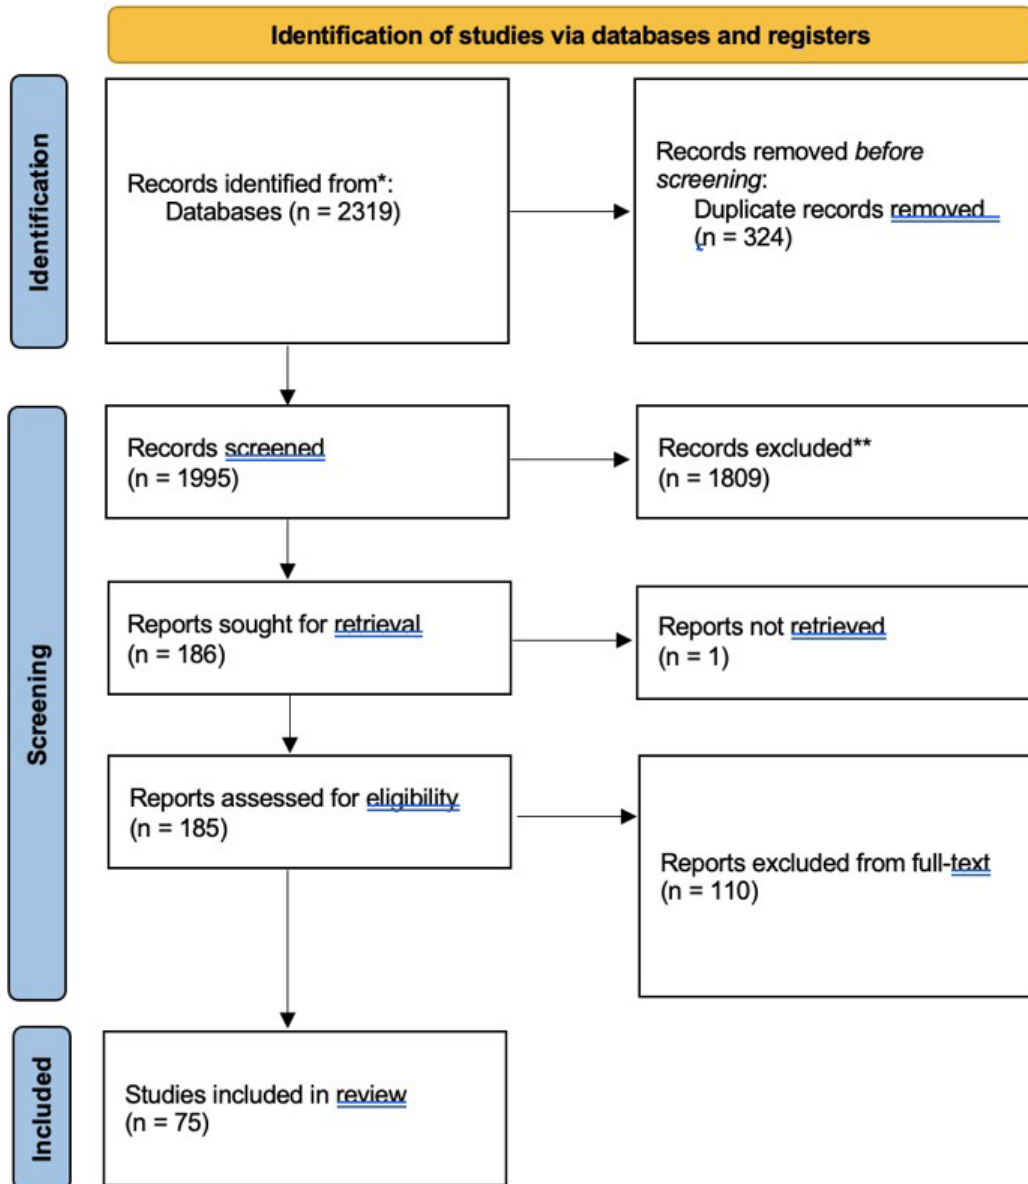 Identification of studies via databases and registers
Identification
Records identified from*:
Databases (n = 2319)
Records removed before
screening:
Duplicate records removed
(n = 324)
Screening
Records screened
(n = 1995)
Records excluded**
(n = 1809)
Reports sought for retrieval
(n = 186)
Reports not retrieved
(n = 1)
Reports assessed for eligibility
(n = 185)
Reports excluded from full-text
(n = 110)
Included
Studies included in review
(n = 75)